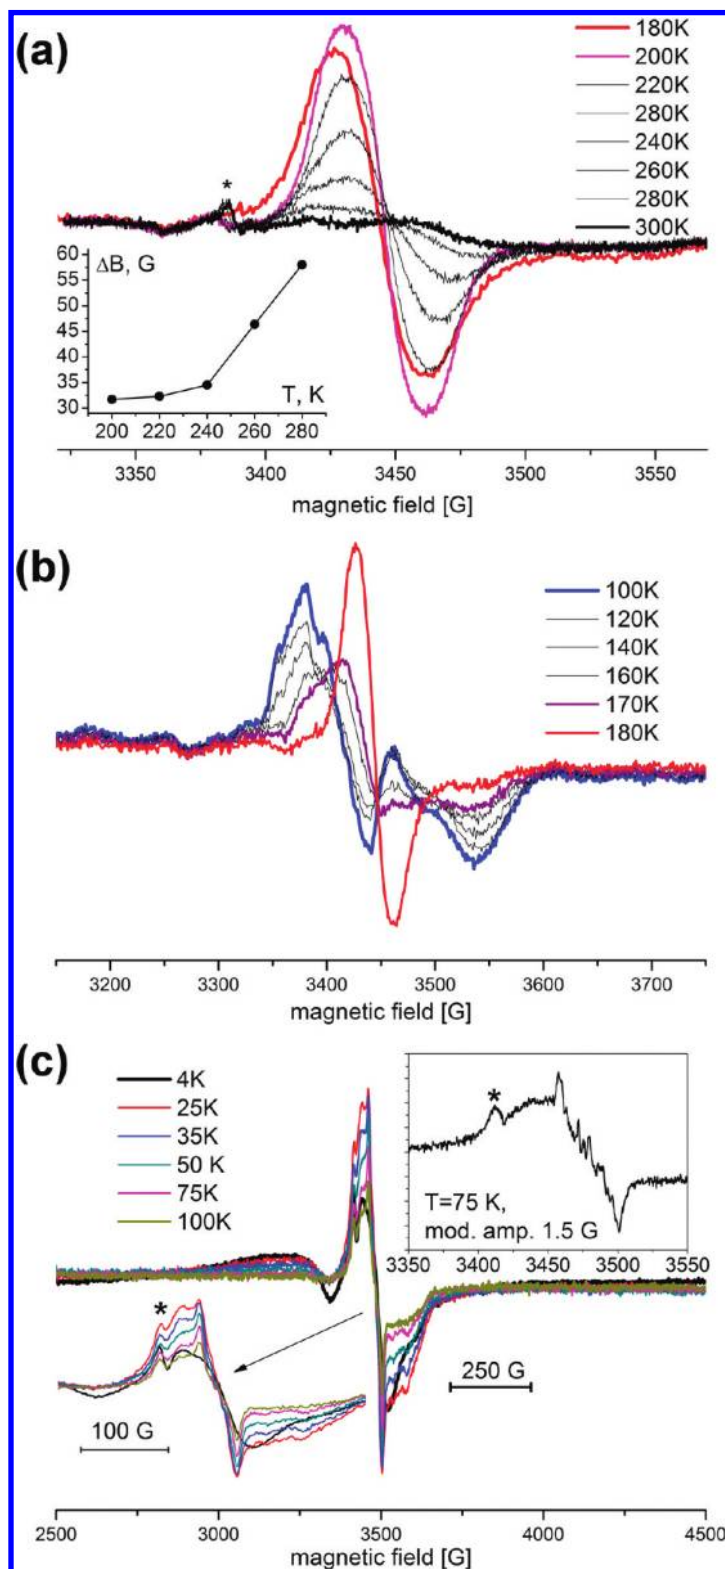 (a)
180K
200K
220K
280K
240K
260K
280K
300K
*
60
55
50
45
40
35
30
ΔB, G
T, K
200 220 240 260 280
3350 3400 3450 3500 3550
magnetic field [G]
(b)
100K
120K
140K
160K
170K
180K
3200 3300 3400 3500 3600 3700
magnetic field [G]
(c)
4K
25K
35K
50 K
75K
100K
*
T=75 K,
mod. amp. 1.5 G
3350 3400 3450 3500 3550
*
100 G
250 G
2500 3000 3500 4000 4500
magnetic field [G]